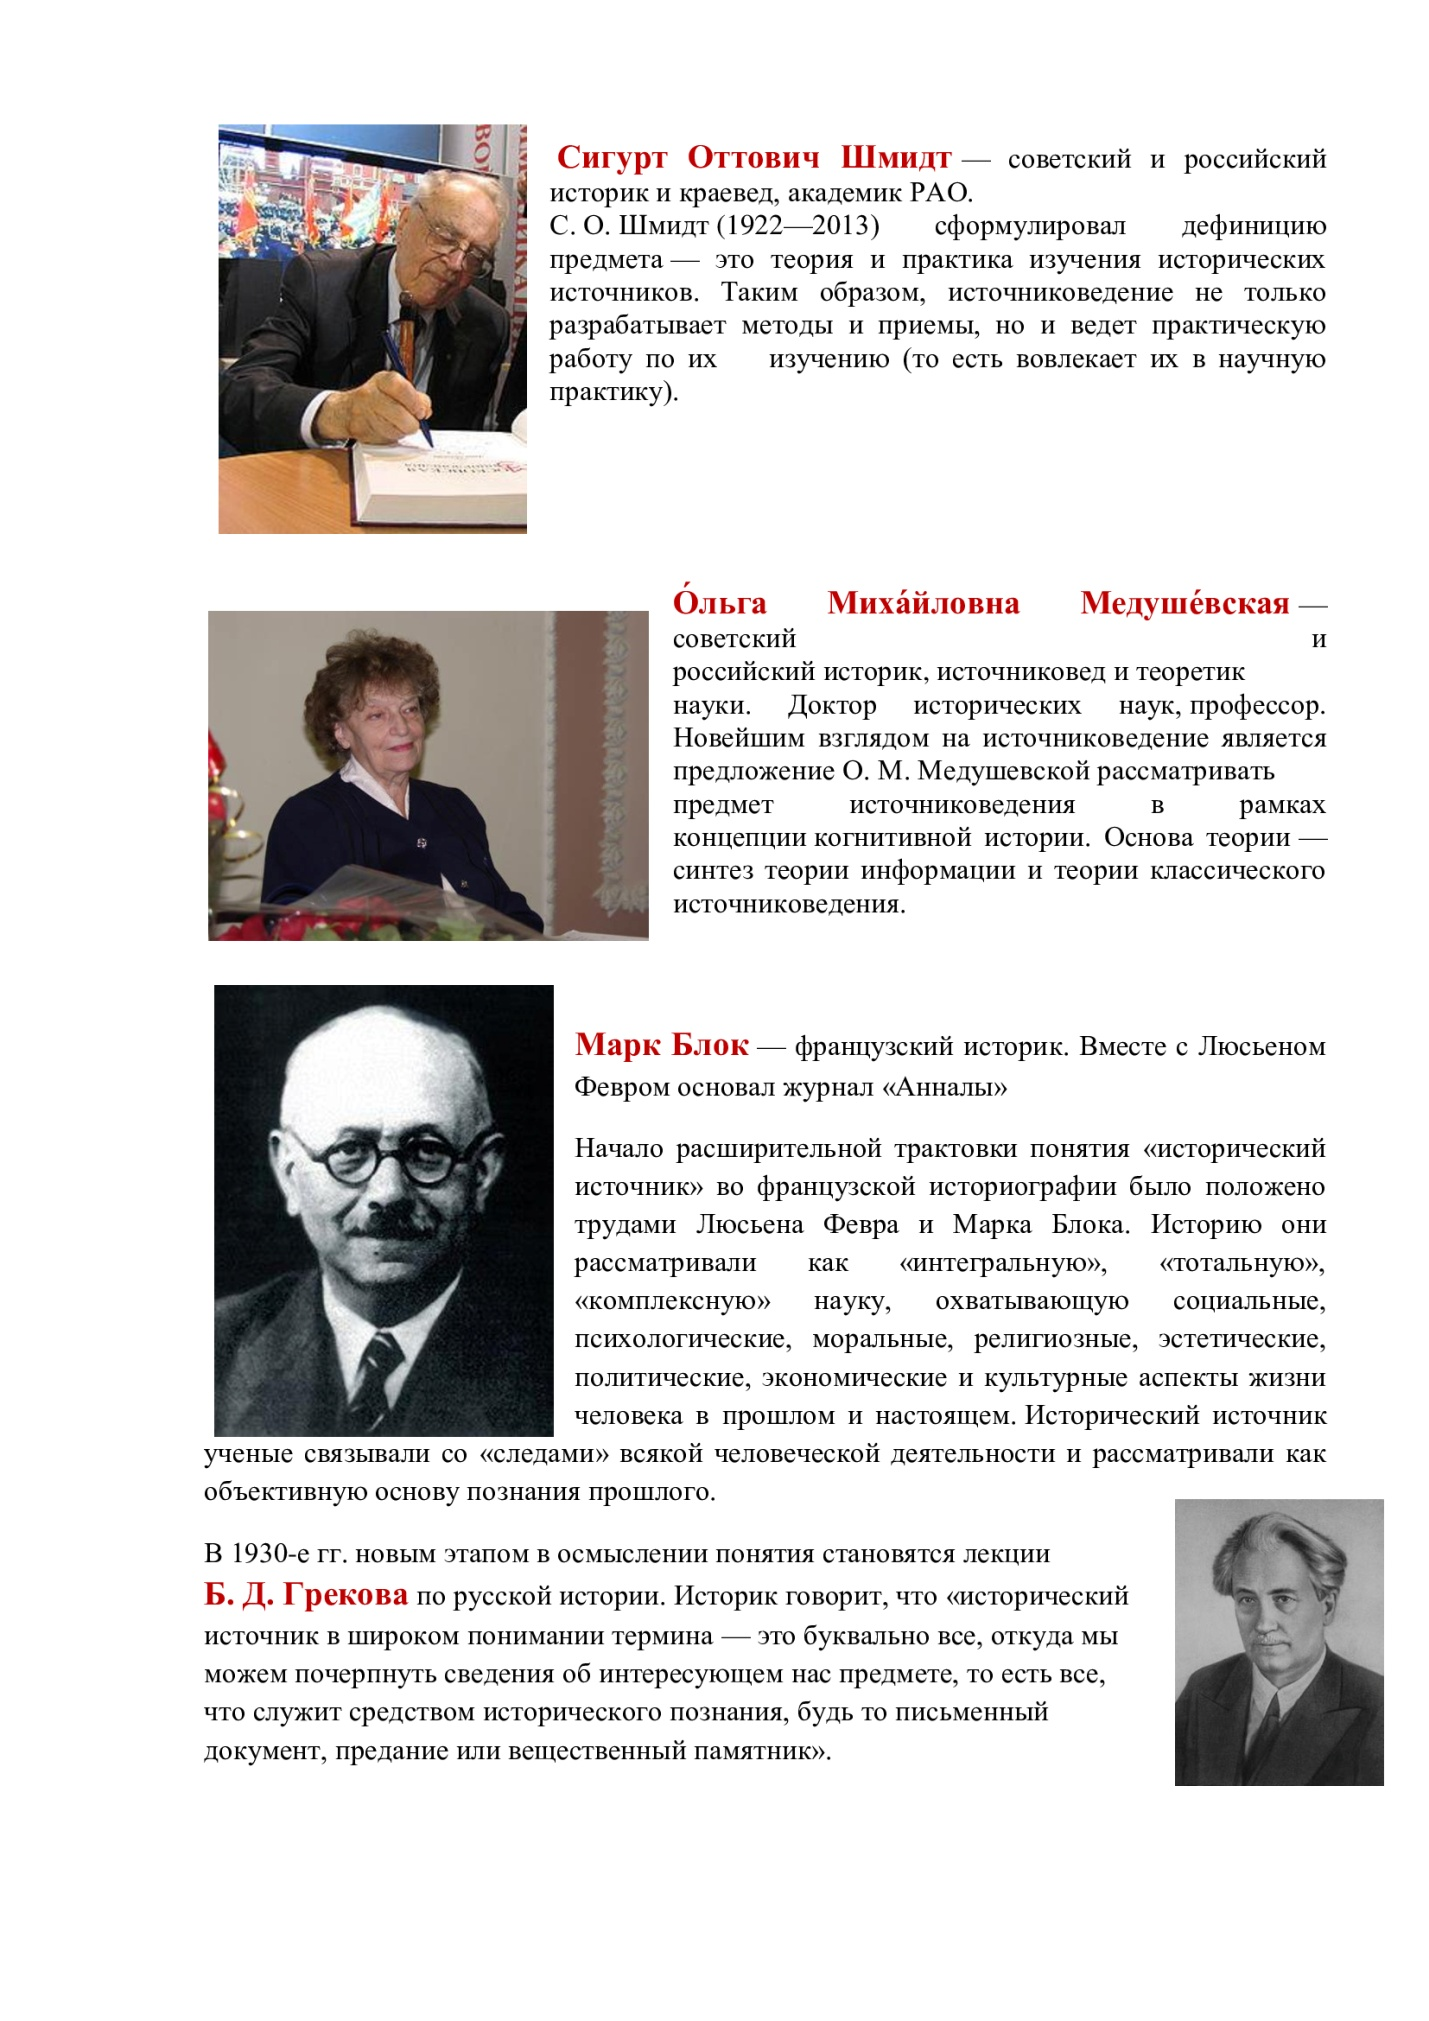 Сигурт Оттович Шмидт — советский и российский
историк и краевед, академик РАО.
С. О. Шмидт (1922—2013) сформулировал дефиницию
предмета — это теория и практика изучения исторических
источников. Таким образом, источниковедение не только
разрабатывает методы и приемы, но и ведет практическую
работу по их изучению (то есть вовлекает их в научную
практику).
О́льга Миха́йловна Медуше́вская —
советский и
российский историк, источниковед и теоретик
науки. Доктор исторических наук, профессор.
Новейшим взглядом на источниковедение является
предложение О. М. Медушевской рассматривать
предмет источниковедения в рамках
концепции когнитивной истории. Основа теории —
синтез теории информации и теории классического
источниковедения.
Марк Блок — французский историк. Вместе с Люсьеном
Февром основал журнал «Анналы»
Начало расширительной трактовки понятия «исторический
источник» во французской историографии было положено
трудами Люсьена Февра и Марка Блока. Историю они
рассматривали как «интегральную», «тотальную»,
«комплексную» науку, охватывающую социальные,
психологические, моральные, религиозные, эстетические,
политические, экономические и культурные аспекты жизни
человека в прошлом и настоящем. Исторический источник
ученые связывали со «следами» всякой человеческой деятельности и рассматривали как
объективную основу познания прошлого.
В 1930-е гг. новым этапом в осмыслении понятия становятся лекции
Б. Д. Грекова по русской истории. Историк говорит, что «исторический
источник в широком понимании термина — это буквально все, откуда мы
можем почерпнуть сведения об интересующем нас предмете, то есть все,
что служит средством исторического познания, будь то письменный
документ, предание или вещественный памятник».